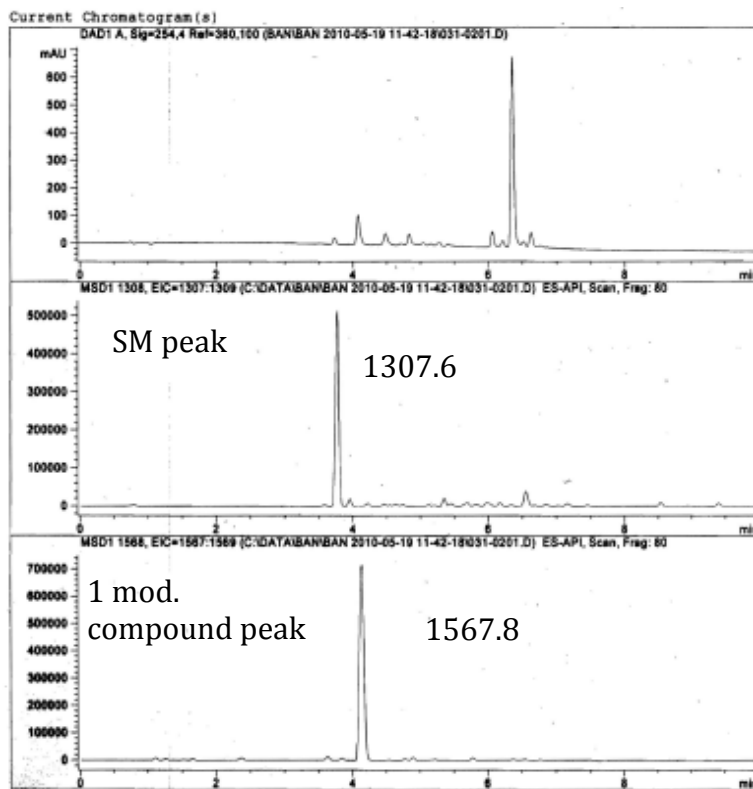 Current Chromatogram(s)
DAD1 A, Sig=254,4 Ref=360,100 (BAN\BAN 2010-05-19 11-42-18\031-0201.D)
mAU
600
500
400
300
200
100
0
0 2 4 6 8 min
MSD1 1308, EIC=1307:1309 (C:\DATA\BAN\BAN 2010-05-19 11-42-18\031-0201.D) ES-API, Scan, Frag: 80
SM peak
1307.6
500000
400000
300000
200000
100000
0
0 2 4 6 8 min
MSD1 1568, EIC=1567:1569 (C:\DATA\BAN\BAN 2010-05-19 11-42-18\031-0201.D) ES-API, Scan, Frag: 80
1 mod.
compound peak
1567.8
700000
600000
500000
400000
300000
200000
100000
0
0 2 4 6 8 min